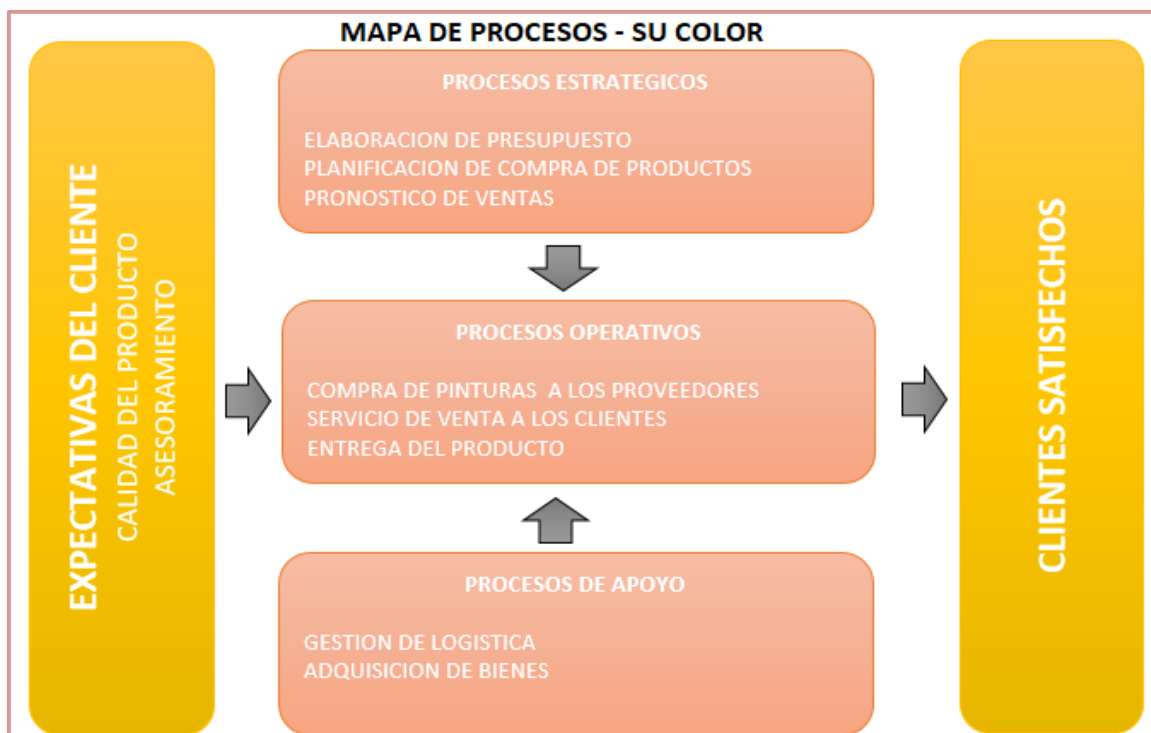 MAPA DE PROCESOS - SU COLOR
EXPECTATIVAS DEL CLIENTE
CALIDAD DEL PRODUCTO
ASESORAMIENTO
PROCESOS ESTRATEGICOS
ELABORACION DE PRESUPUESTO
PLANIFICACION DE COMPRA DE PRODUCTOS
PRONOSTICO DE VENTAS
PROCESOS OPERATIVOS
COMPRA DE PINTURAS A LOS PROVEEDORES
SERVICIO DE VENTA A LOS CLIENTES
ENTREGA DEL PRODUCTO
PROCESOS DE APOYO
GESTION DE LOGISTICA
ADQUISICION DE BIENES
CLIENTES SATISFECHOS